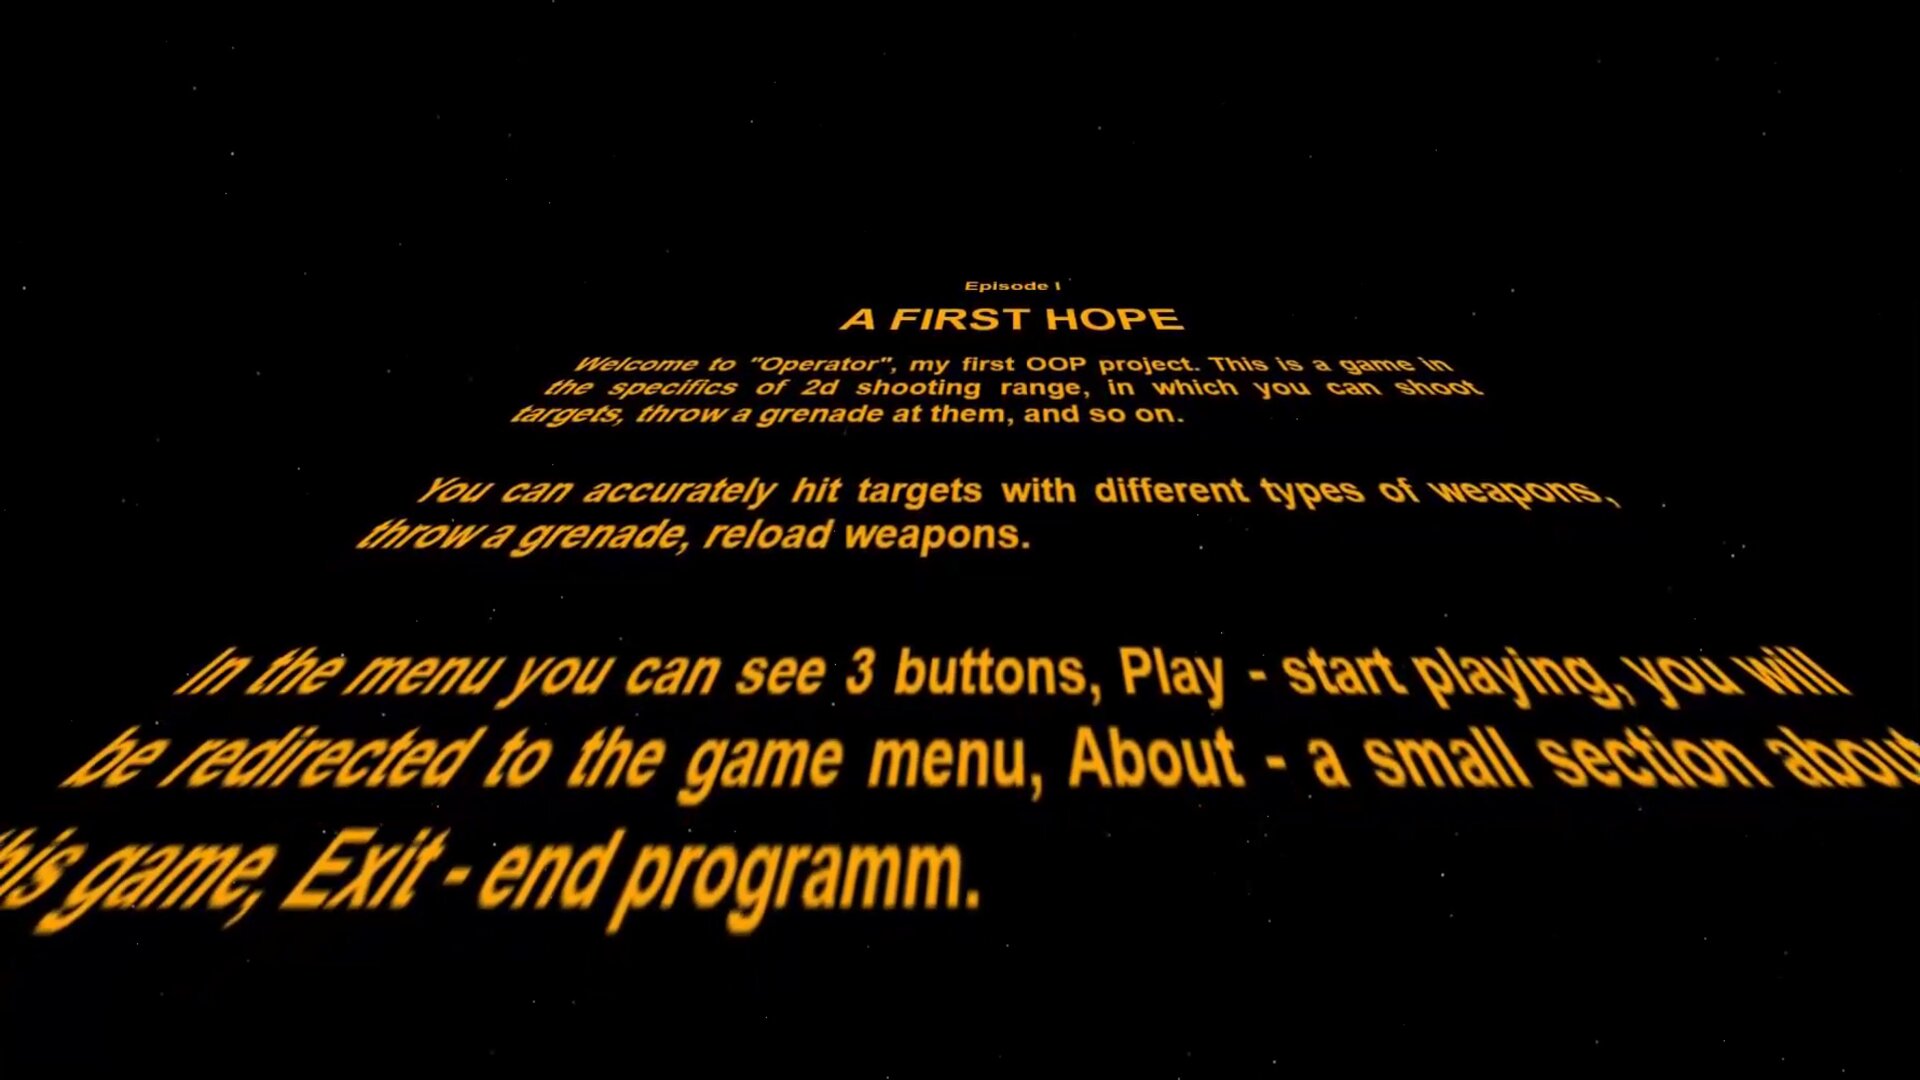 Episode I
A FIRST HOPE
Welcome to "Operator", my first OOP project. This is a game in
the specifics of 2d shooting range, in which you can shoot
targets, throw a grenade at them, and so on.
You can accurately hit targets with different types of weapons,
throw a grenade, reload weapons.
In the menu you can see 3 buttons, Play - start playing, you will
be redirected to the game menu, About - a small section about
this game, Exit - end programm.